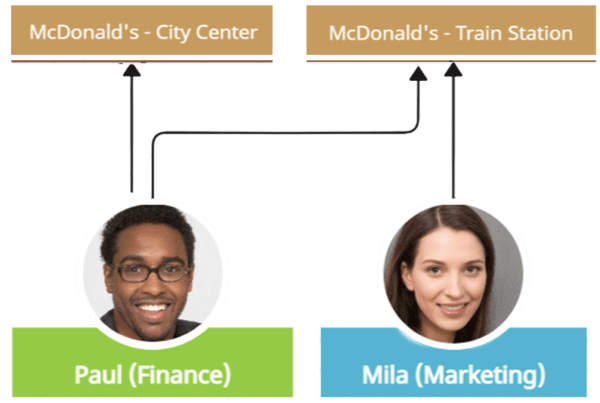 McDonald's - City Center
McDonald's - Train Station
Paul (Finance)
Mila (Marketing)